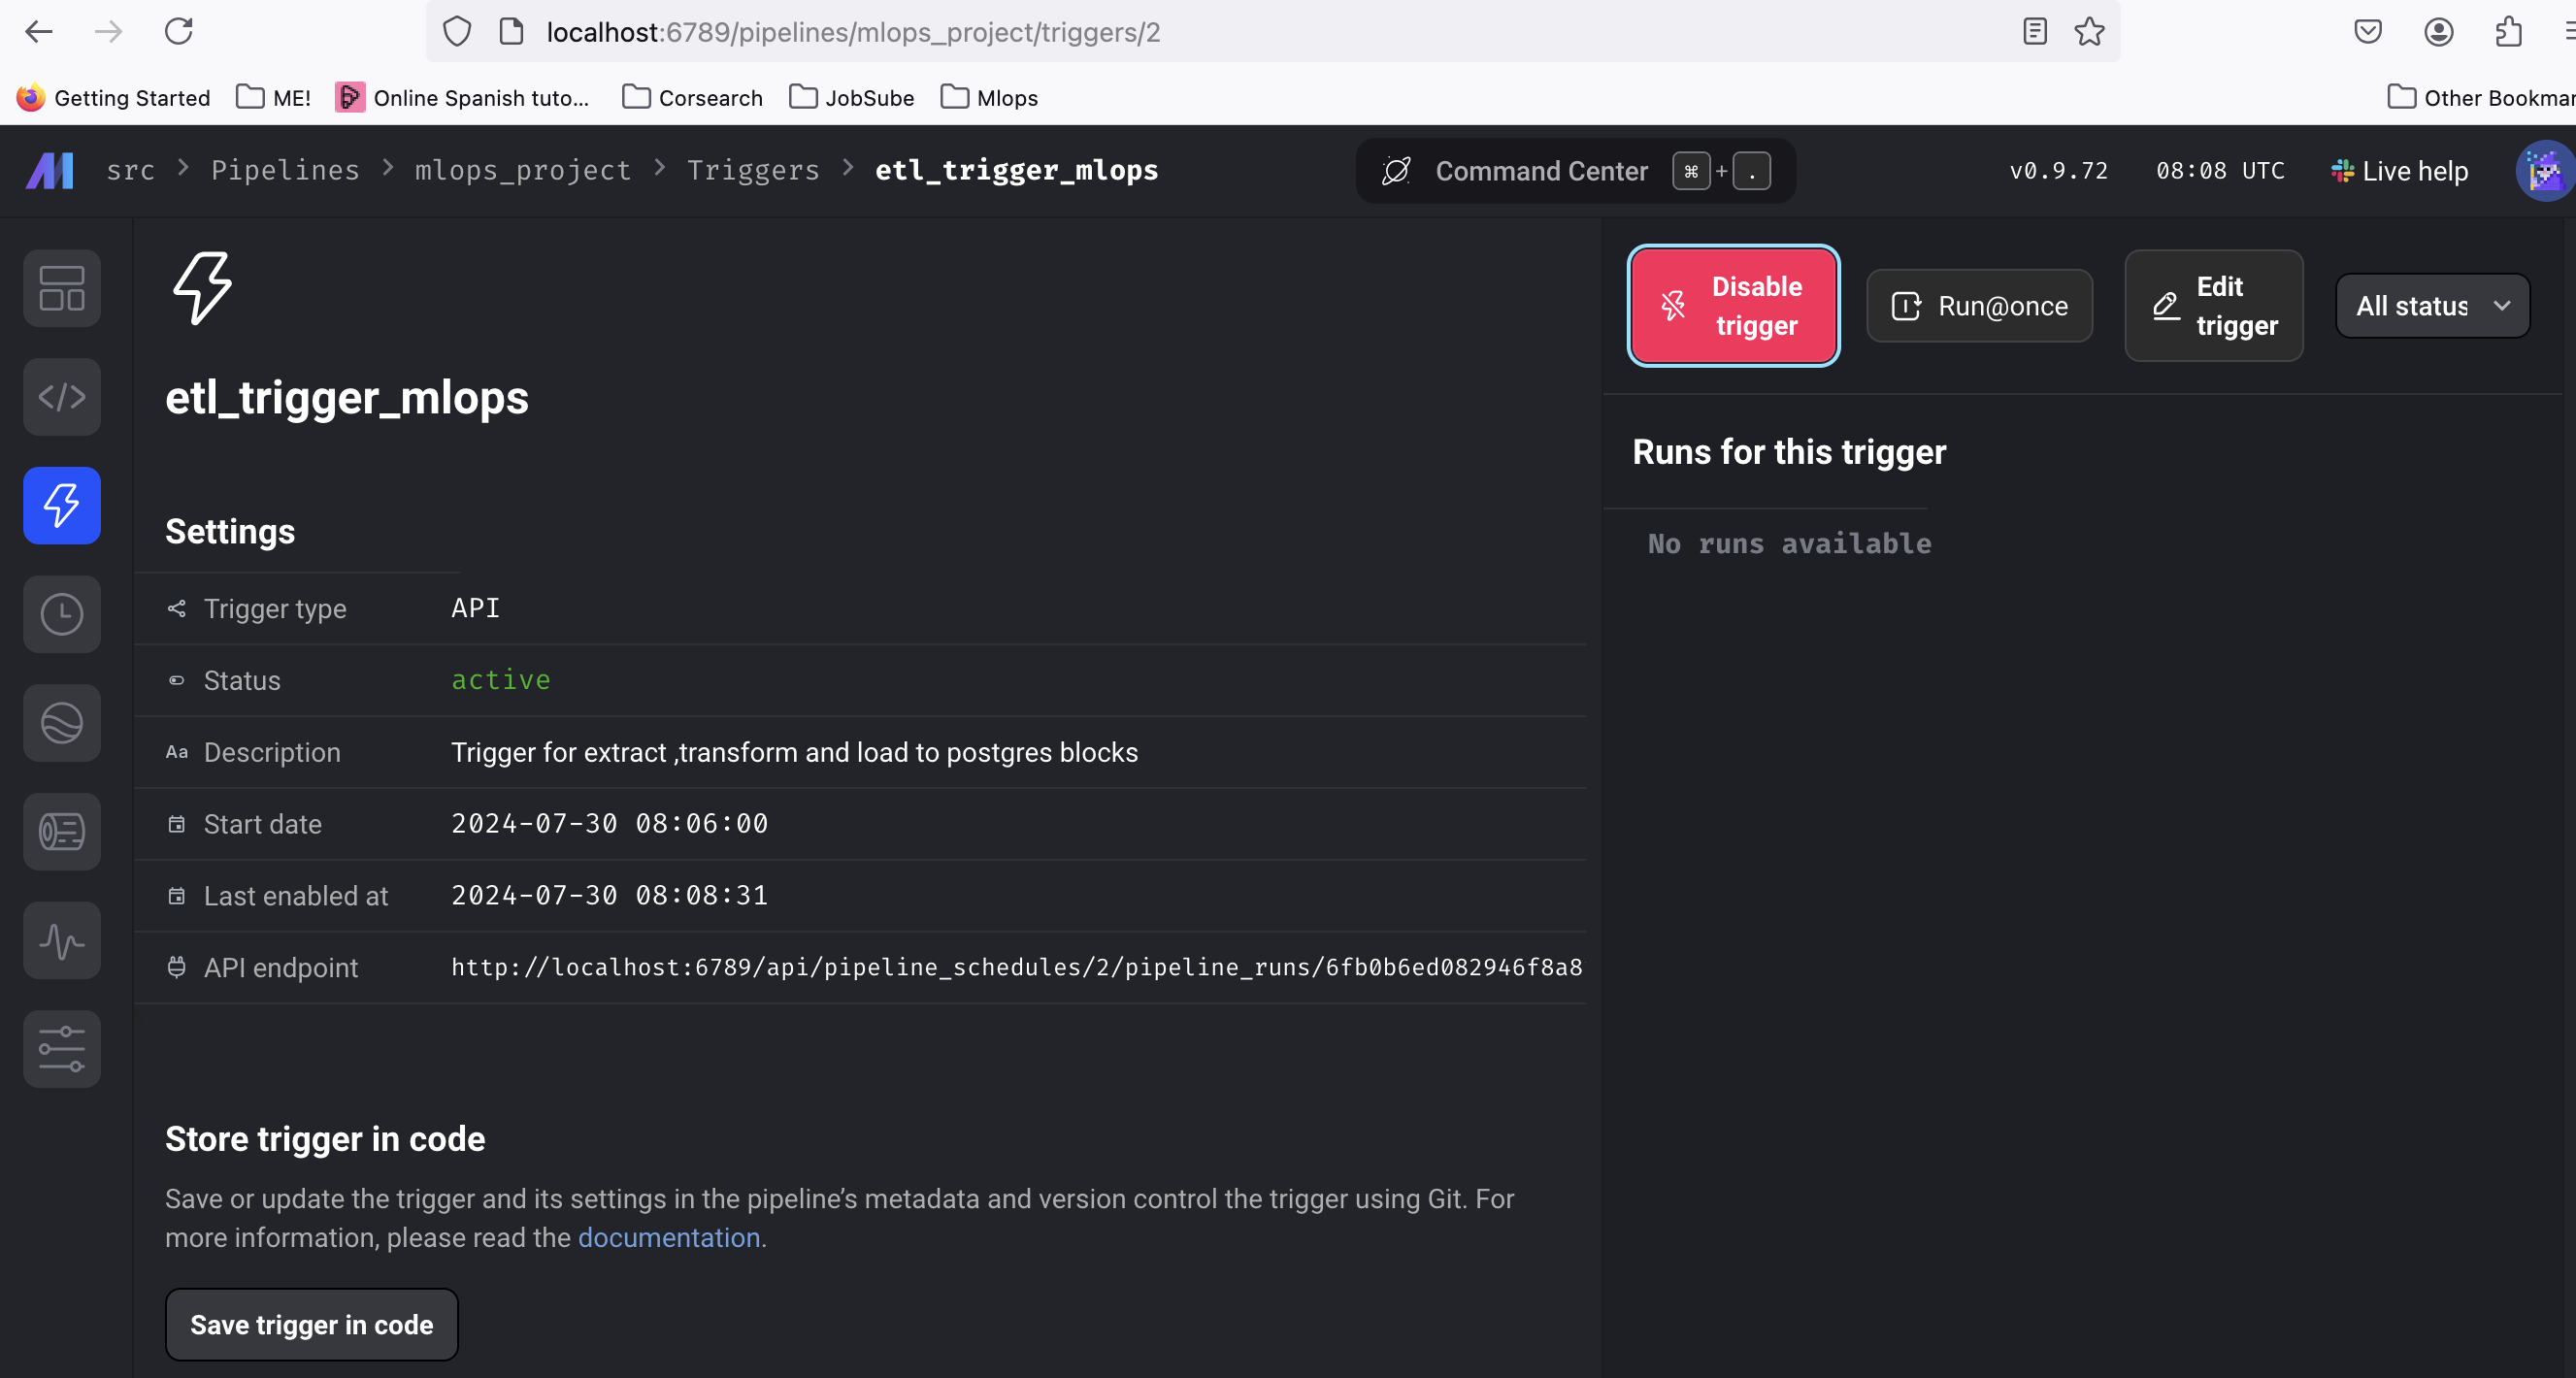 localhost:6789/pipelines/mlops_project/triggers/2
Getting Started ME! Online Spanish tuto... Corsearch JobSube Mlops
src > Pipelines > mlops_project > Triggers > etl_trigger_mlops
Command Center ⌘ + .
v0.9.72 08:08 UTC Live help
etl_trigger_mlops
Settings
Trigger type API
Status active
Aa Description Trigger for extract ,transform and load to postgres blocks
Start date 2024-07-30 08:06:00
Last enabled at 2024-07-30 08:08:31
API endpoint http://localhost:6789/api/pipeline_schedules/2/pipeline_runs/6fb0b6ed082946f8a8
Store trigger in code
Save or update the trigger and its settings in the pipeline’s metadata and version control the trigger using Git. For
more information, please read the documentation.
Save trigger in code
Disable
trigger
Run@once
Edit
trigger
All status
Runs for this trigger
No runs available